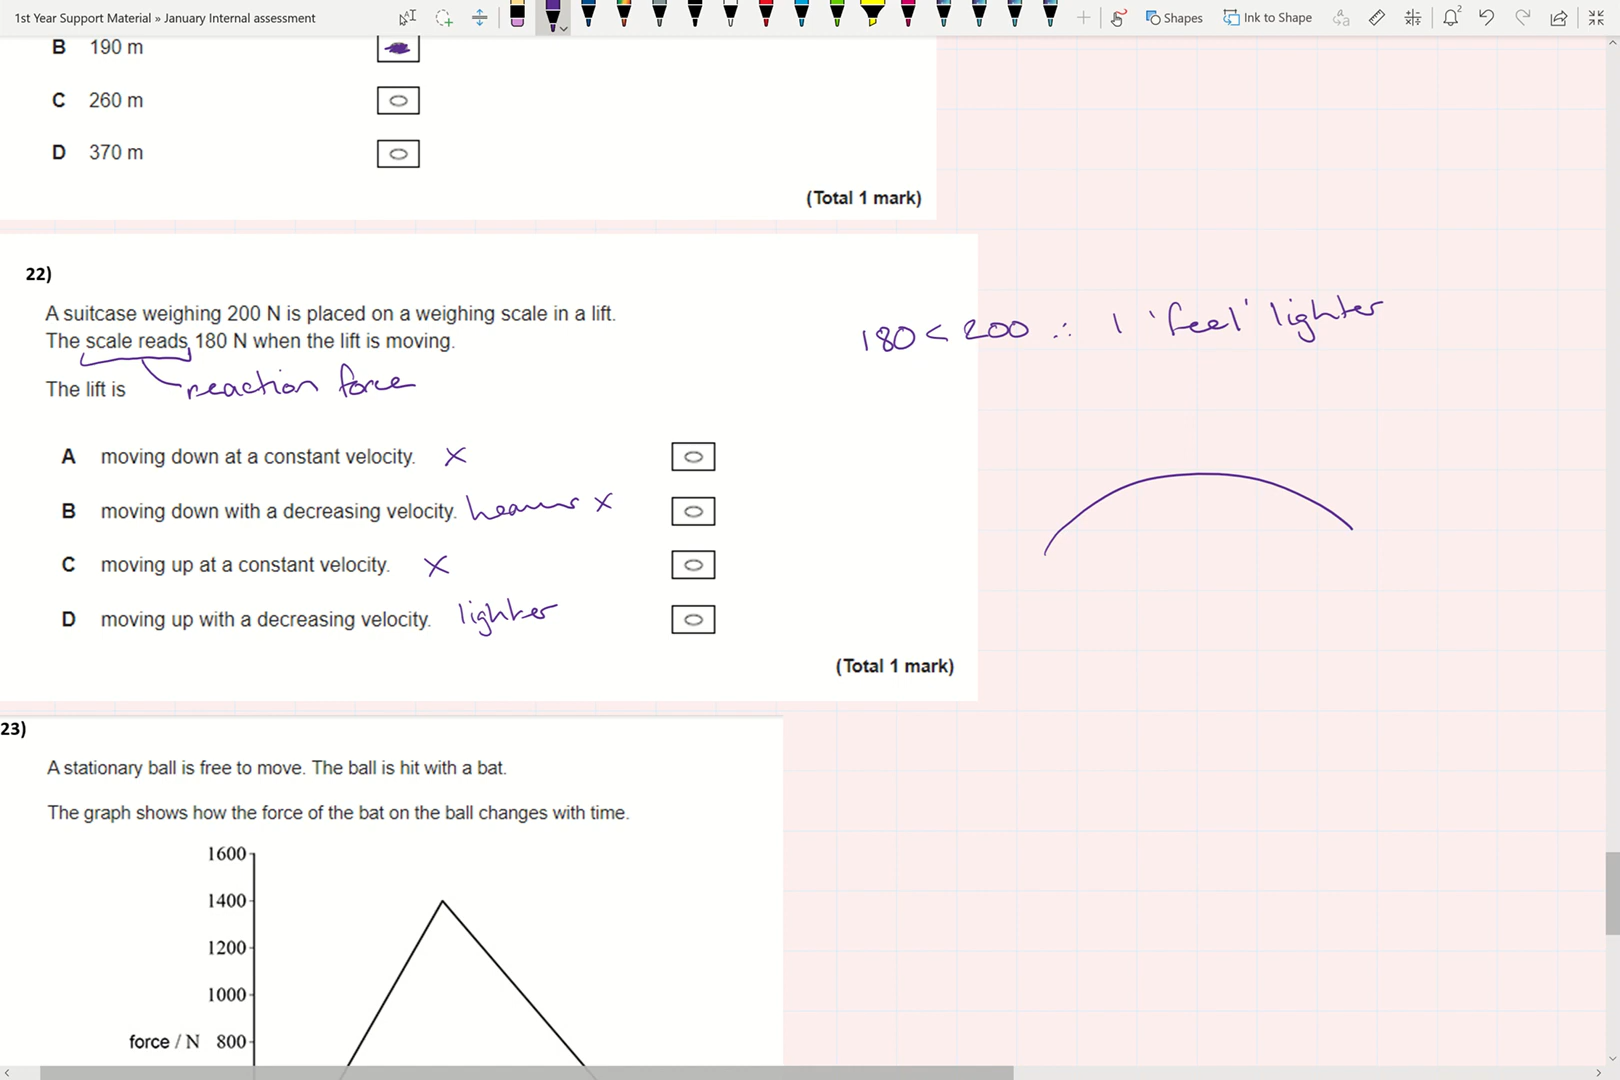 1st Year Support Material » January Internal assessment
Shapes
Ink to Shape
B 190 m
C 260 m
D 370 m
(Total 1 mark)
22)
A suitcase weighing 200 N is placed on a weighing scale in a lift.
The scale reads 180 N when the lift is moving.
180 < 200 ∴ I 'feel' lighter
The lift is
reaction force
A moving down at a constant velocity. x
B moving down with a decreasing velocity. x
C moving up at a constant velocity. x
D moving up with a decreasing velocity. lighter
(Total 1 mark)
23)
A stationary ball is free to move. The ball is hit with a bat.
The graph shows how the force of the bat on the ball changes with time.
1600
1400
1200
1000
force / N 800